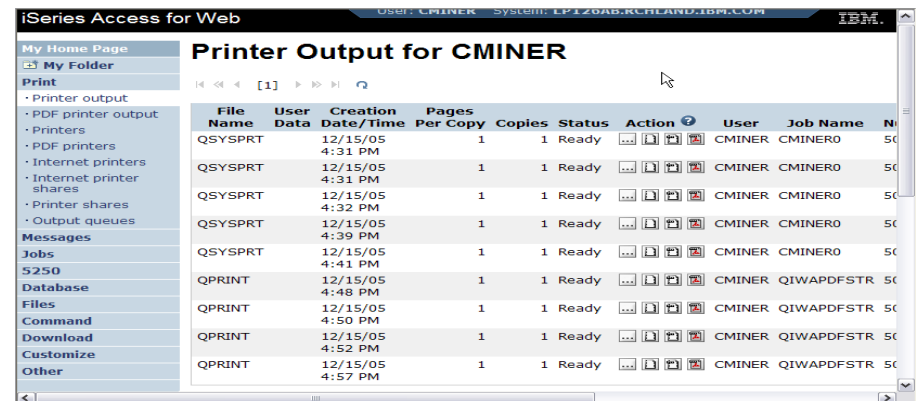 iSeries Access for Web
User: CMINER System: LP126AB.RCHLAND.IBM.COM
IBM.
My Home Page
My Folder
Print
· Printer output
· PDF printer output
· Printers
· PDF printers
· Internet printers
· Internet printer
shares
· Printer shares
· Output queues
Messages
Jobs
5250
Database
Files
Command
Download
Customize
Other
Printer Output for CMINER
[1]
File Name User Data Creation Date/Time Pages Per Copy Copies Status Action ? User Job Name
QSYSPRT 12/15/05 4:31 PM 1 1 Ready ... CMINER CMINER0
QSYSPRT 12/15/05 4:31 PM 1 1 Ready ... CMINER CMINER0
QSYSPRT 12/15/05 4:32 PM 1 1 Ready ... CMINER CMINER0
QSYSPRT 12/15/05 4:39 PM 1 1 Ready ... CMINER CMINER0
QSYSPRT 12/15/05 4:41 PM 1 1 Ready ... CMINER CMINER0
QPRINT 12/15/05 4:48 PM 1 1 Ready ... CMINER QIWAPDFSTR
QPRINT 12/15/05 4:50 PM 1 1 Ready ... CMINER QIWAPDFSTR
QPRINT 12/15/05 4:52 PM 1 1 Ready ... CMINER QIWAPDFSTR
QPRINT 12/15/05 4:57 PM 1 1 Ready ... CMINER QIWAPDFSTR